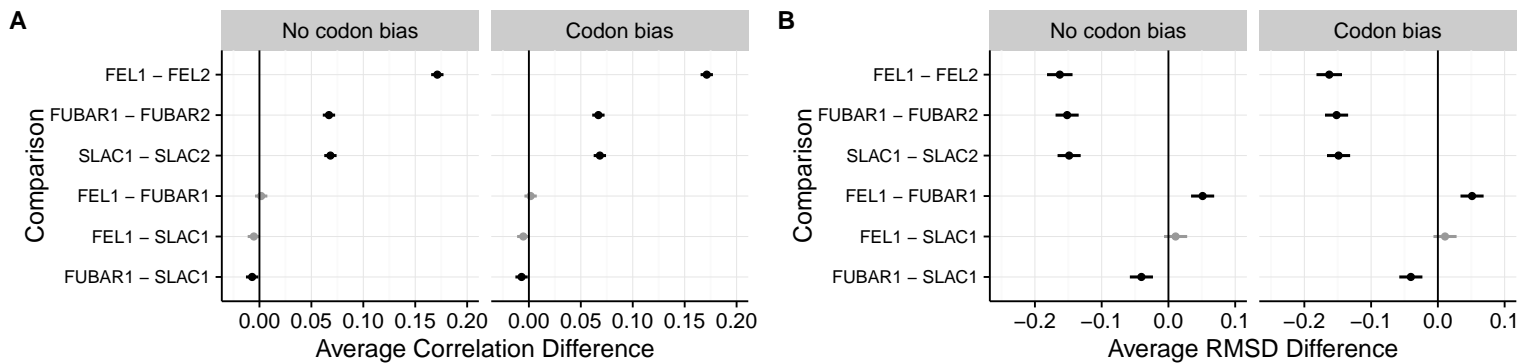 A
No codon bias
Codon bias
Comparison
FEL1 − FEL2
FUBAR1 − FUBAR2
SLAC1 − SLAC2
FEL1 − FUBAR1
FEL1 − SLAC1
FUBAR1 − SLAC1
0.00 0.05 0.10 0.15 0.20
0.00 0.05 0.10 0.15 0.20
Average Correlation Difference
B
No codon bias
Codon bias
Comparison
FEL1 − FEL2
FUBAR1 − FUBAR2
SLAC1 − SLAC2
FEL1 − FUBAR1
FEL1 − SLAC1
FUBAR1 − SLAC1
−0.2 −0.1 0.0 0.1
−0.2 −0.1 0.0 0.1
Average RMSD Difference